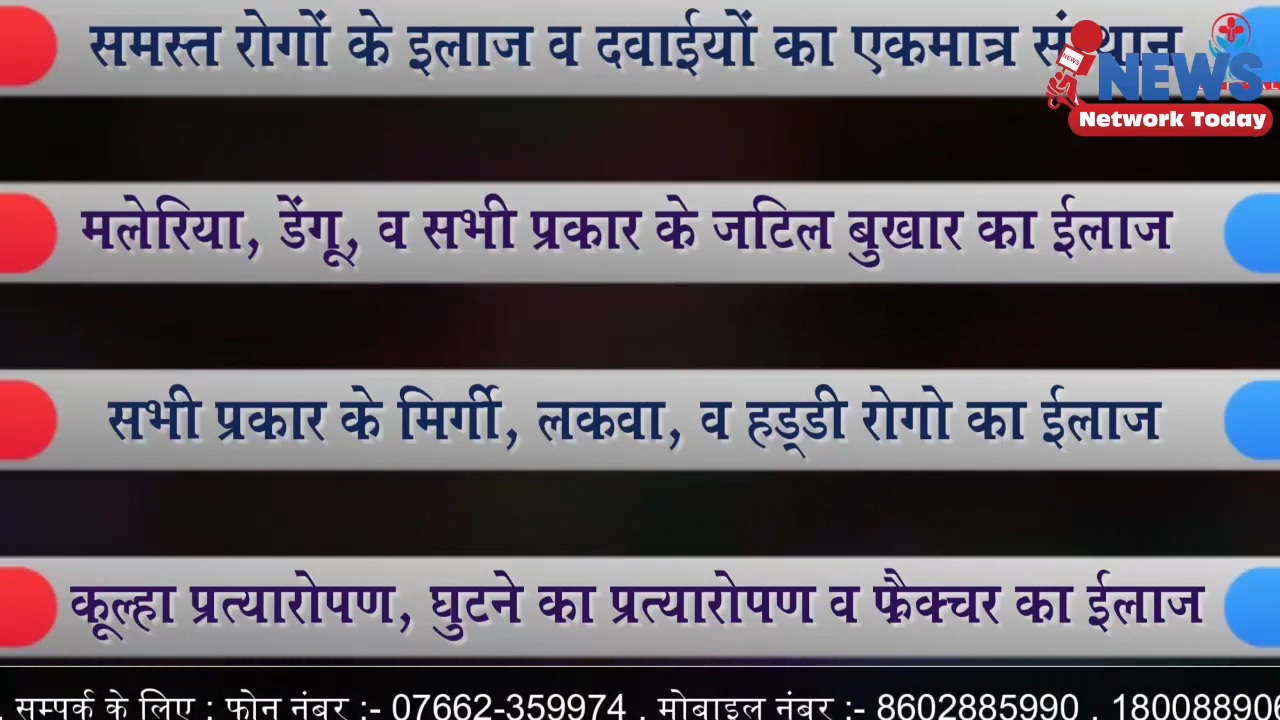 समस्त रोगों के इलाज व दवाईयों का एकमात्र संस्थान
NEWS
NEWS
Network Today
मलेरिया, डेंगू, व सभी प्रकार के जटिल बुखार का ईलाज
सभी प्रकार के मिर्गी, लकवा, व हड्डी रोगो का ईलाज
कूल्हा प्रत्यारोपण, घुटने का प्रत्यारोपण व फ्रैक्चर का ईलाज
सम्पर्क के लिए : फोन नंबर :- 07662-359974 , मोबाइल नंबर :- 8602885990 ,